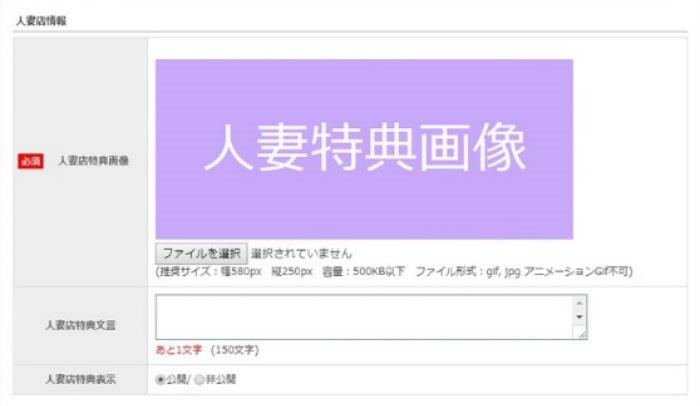 人妻店情報
人妻特典画像
必須 人妻店特典画像
ファイルを選択 選択されていません
(推奨サイズ：幅580px 縦250px 容量：500KB以下 ファイル形式：gif, jpg アニメーションGif不可)
人妻店特典文言
あと1文字 (150文字)
人妻店特典表示 公開/ 非公開